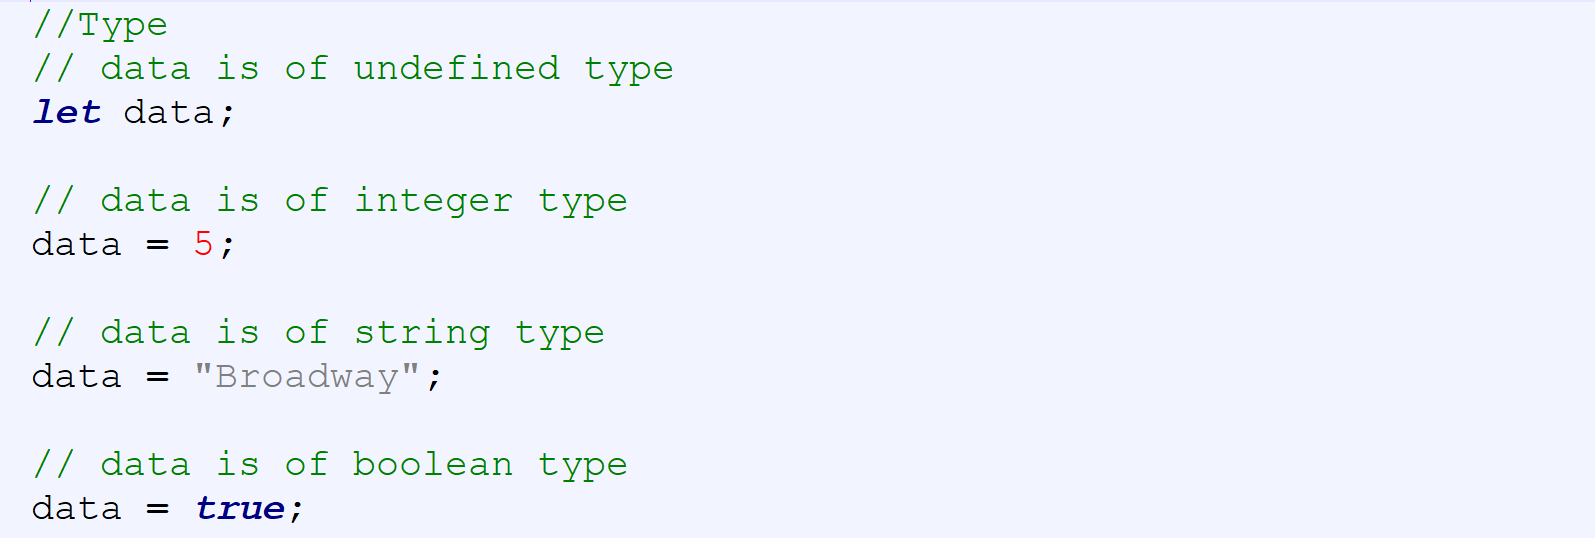 //Type
// data is of undefined type
let data;
// data is of integer type
data = 5;
// data is of string type
data = "Broadway";
// data is of boolean type
data = true;